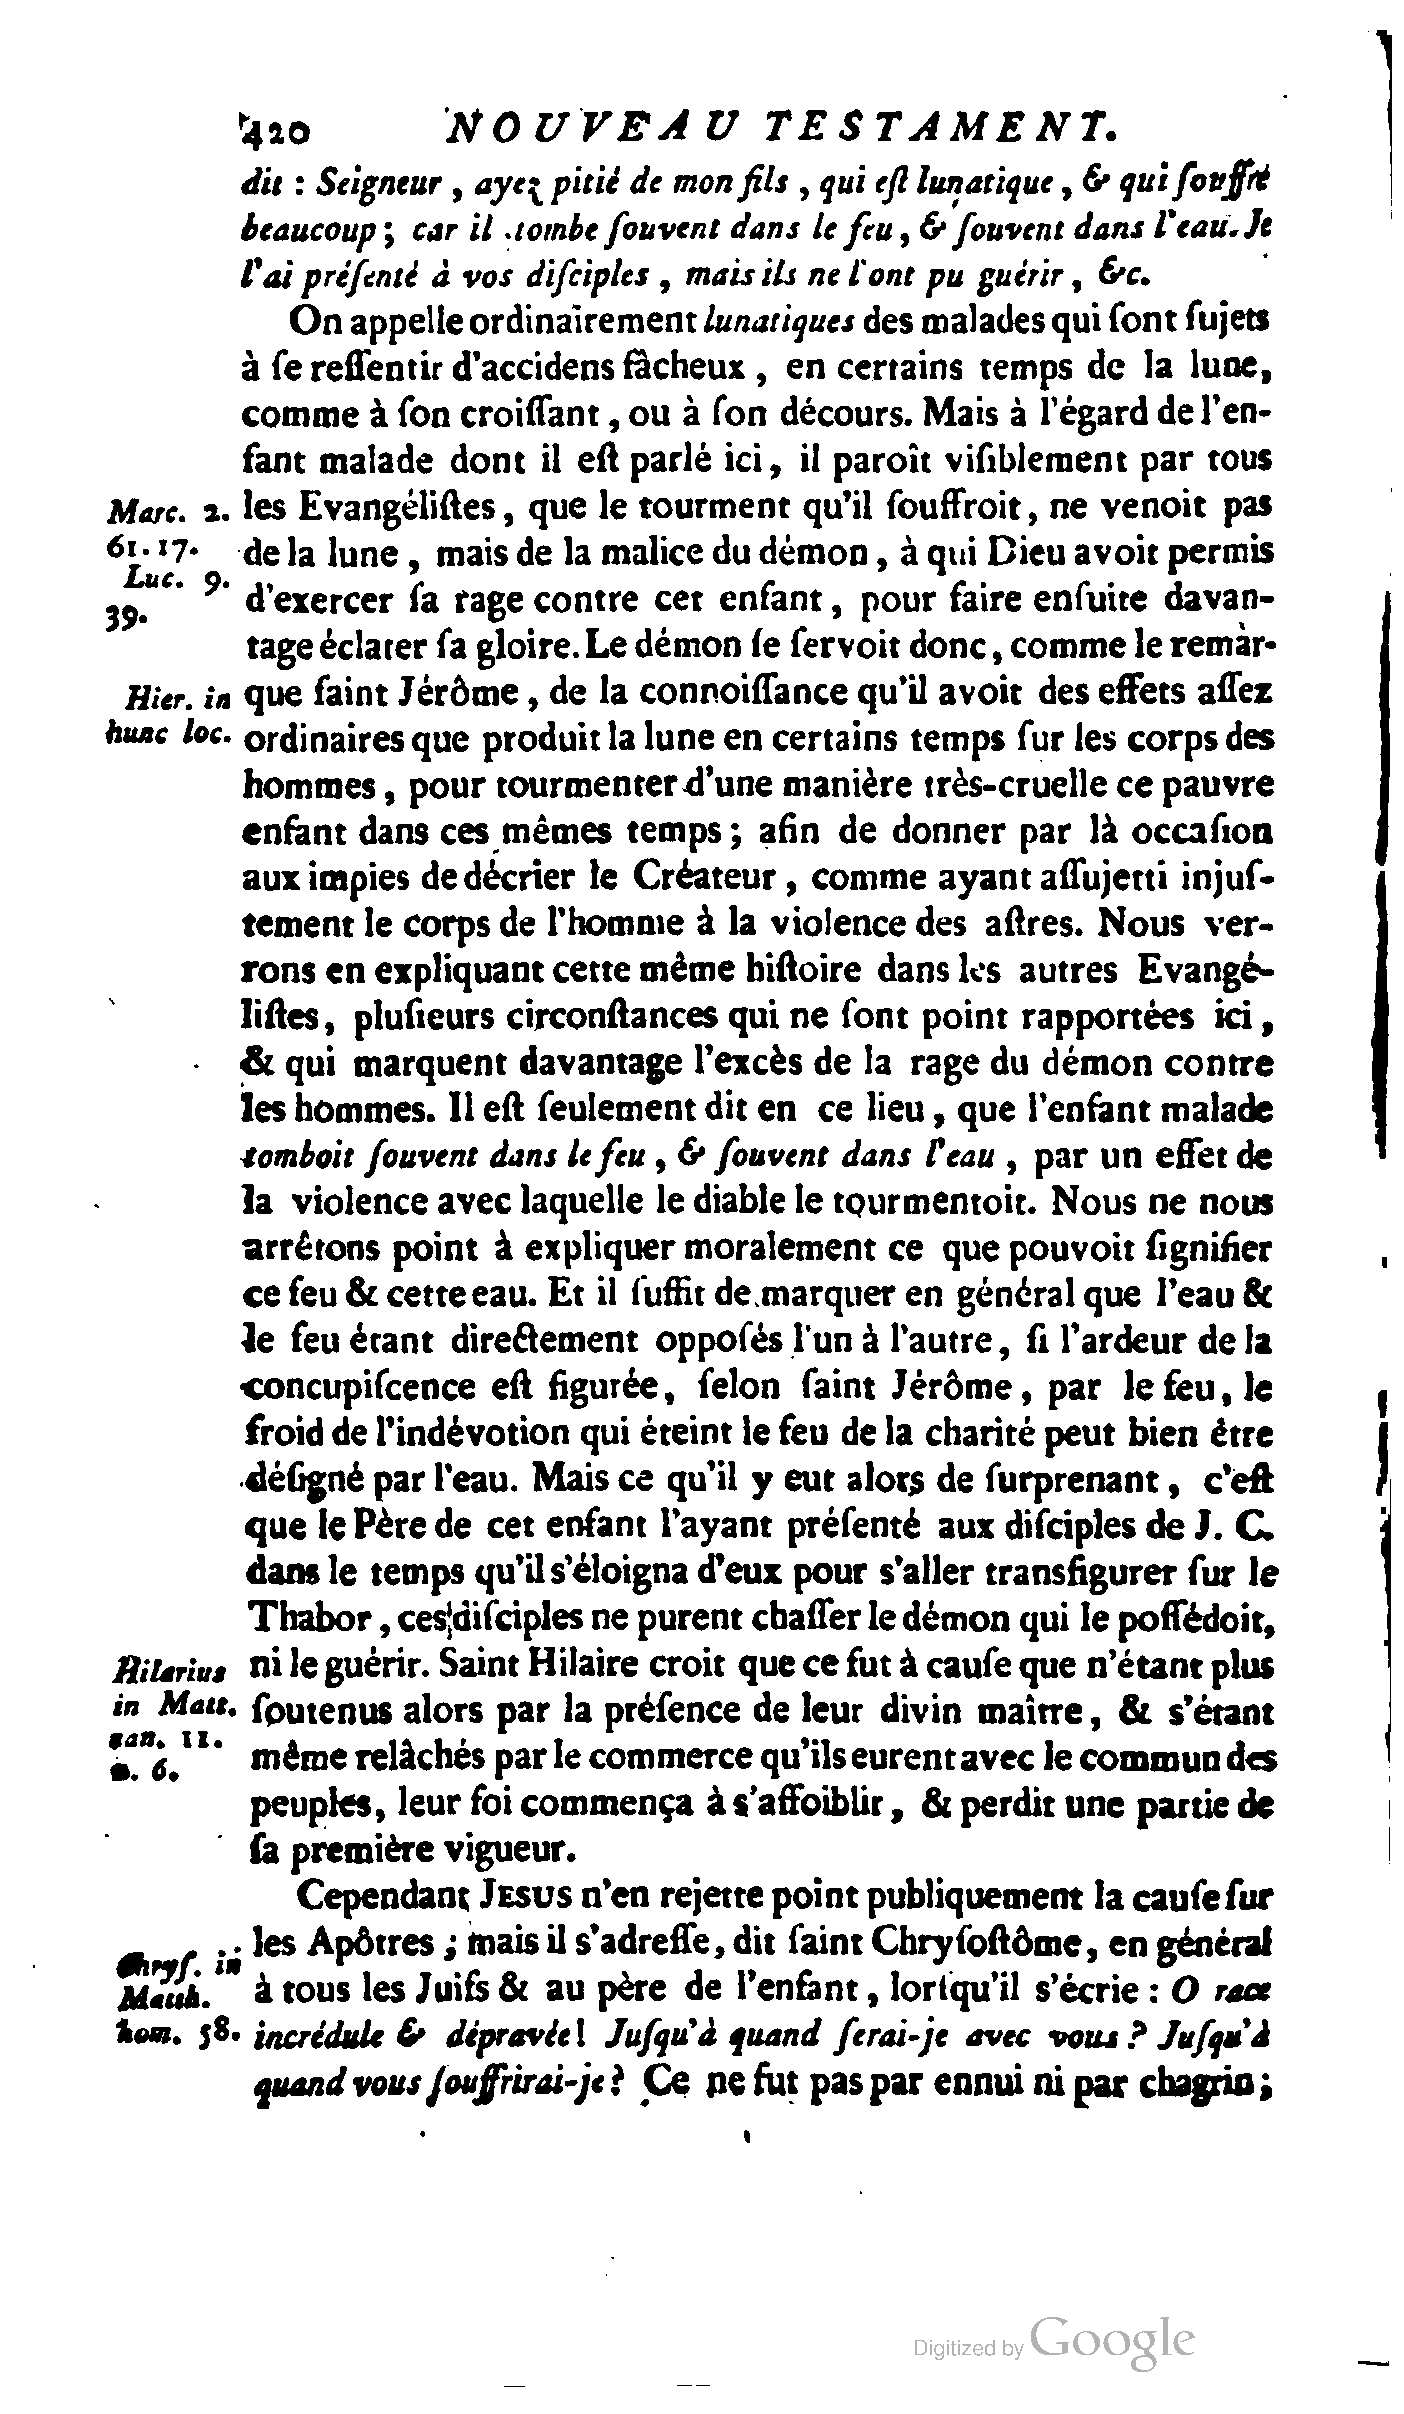 420 NOUVEAU TESTAMENT.
dit : Seigneur , ayez pitié de mon fils , qui eſt lunatique , & qui ſouffre
beaucoup ; car il tombe ſouvent dans le feu , & ſouvent dans l'eau. Je
l'ai préſenté à vos diſciples , mais ils ne l'ont pu guérir , &c.
On appelle ordinairement lunatiques des malades qui ſont ſujets
à ſe reſſentir d'accidens fâcheux , en certains temps de la lune,
comme à ſon croiſſant , ou à ſon décours. Mais à l'égard de l'en-
fant malade dont il eſt parlé ici , il paroît viſiblement par tous
Marc. 2. les Evangéliſtes , que le tourment qu'il ſouffroit , ne venoit pas
61. 17. de la lune , mais de la malice du démon , à qui Dieu avoit permis
Luc. 9.
39.
d'exercer ſa rage contre cet enfant , pour faire enſuite davan-
tage éclater ſa gloire. Le démon ſe ſervoit donc , comme le remar-
Hier. in que ſaint Jérôme , de la connoiſſance qu'il avoit des effets aſſez
hunc loc. ordinaires que produit la lune en certains temps ſur les corps des
hommes , pour tourmenter d'une manière très-cruelle ce pauvre
enfant dans ces mêmes temps ; afin de donner par là occaſion
aux impies de décrier le Créateur , comme ayant aſſujetti injuſ-
tement le corps de l'homme à la violence des aſtres. Nous ver-
rons en expliquant cette même hiſtoire dans les autres Evangé-
liſtes , pluſieurs circonſtances qui ne ſont point rapportées ici ,
& qui marquent davantage l'excès de la rage du démon contre
les hommes. Il eſt ſeulement dit en ce lieu , que l'enfant malade
tomboit ſouvent dans le feu , & ſouvent dans l'eau , par un effet de
la violence avec laquelle le diable le tourmentoit. Nous ne nous
arrêtons point à expliquer moralement ce que pouvoit ſignifier
ce feu & cette eau. Et il ſuffit de marquer en général que l'eau &
le feu étant directement oppoſés l'un à l'autre , ſi l'ardeur de la
concupiſcence eſt figurée , ſelon ſaint Jérôme , par le feu , le
froid de l'indévotion qui éteint le feu de la charité peut bien être
déſigné par l'eau. Mais ce qu'il y eut alors de ſurprenant , c'eſt
que le Père de cet enfant l'ayant préſenté aux diſciples de J. C.
dans le temps qu'il s'éloigna d'eux pour s'aller transfigurer ſur le
Thabor , ces diſciples ne purent chaſſer le démon qui le poſſédoit,
Hilarius ni le guérir. Saint Hilaire croit que ce fut à cauſe que n'étant plus
in Matt. ſoutenus alors par la préſence de leur divin maître , & s'étant
can. 11.
n. 6.
même relâchés par le commerce qu'ils eurent avec le commun des
peuples , leur foi commença à s'affoiblir , & perdit une partie de
ſa première vigueur.
Cependant JESUS n'en rejette point publiquement la cauſe ſur
les Apôtres ; mais il s'adreſſe , dit ſaint Chryſoſtôme , en général
Chryſ. in
Matth. à tous les Juifs & au père de l'enfant , lorſqu'il s'écrie : O race
hom. 58. incrédule & dépravée ! Juſqu'à quand ſerai-je avec vous ? Juſqu'à
quand vous ſouffrirai-je ? Ce ne fut pas par ennui ni par chagrin ;
Digitized by Google